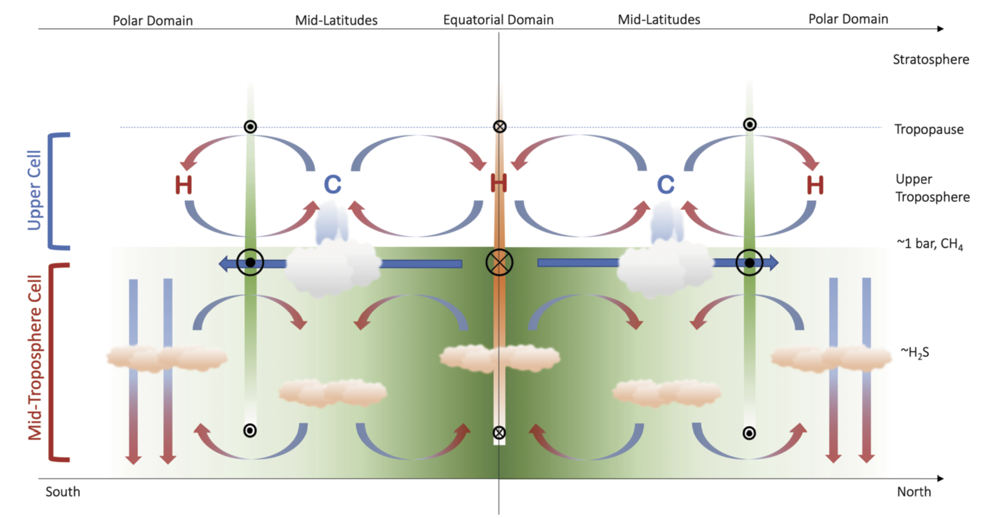 Polar Domain
Mid-Latitudes
Equatorial Domain
Mid-Latitudes
Polar Domain
Stratosphere
Tropopause
Upper Cell
H
C
H
C
H
Upper
Troposphere
~1 bar, CH₄
Mid-Troposphere Cell
~H₂S
South
North